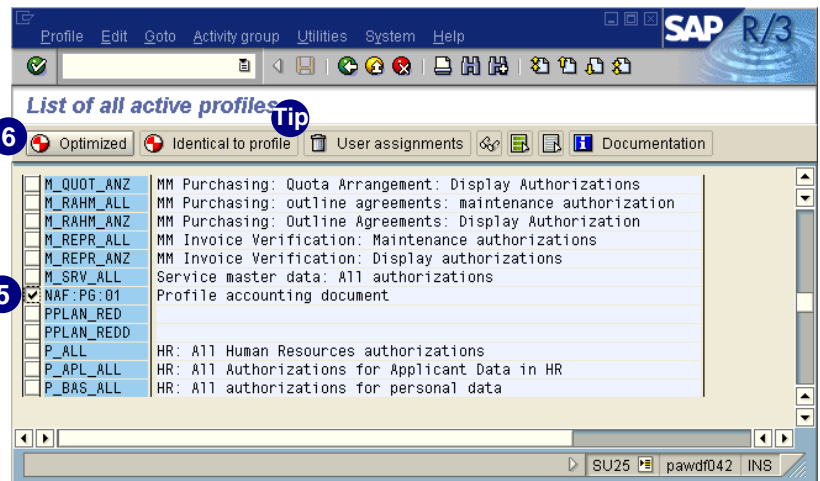 Profile Edit Goto Activity group Utilities System Help
SAP R/3
List of all active profiles
Tip
6 Optimized Identical to profile User assignments Documentation
M_QUOT_ANZ MM Purchasing: Quota Arrangement: Display Authorizations
M_RAHM_ALL MM Purchasing: outline agreements: maintenance authorization
M_RAHM_ANZ MM Purchasing: Outline Agreements: Display Authorization
M_REPR_ALL MM Invoice Verification: Maintenance authorizations
M_REPR_ANZ MM Invoice Verification: Display authorizations
M_SRV_ALL Service master data: All authorizations
5 NAF:PG:01 Profile accounting document
PPLAN_RED
PPLAN_REDD
P_ALL HR: All Human Resources authorizations
P_APL_ALL HR: All Authorizations for Applicant Data in HR
P_BAS_ALL HR: All authorizations for personal data
SU25 pawdf042 INS